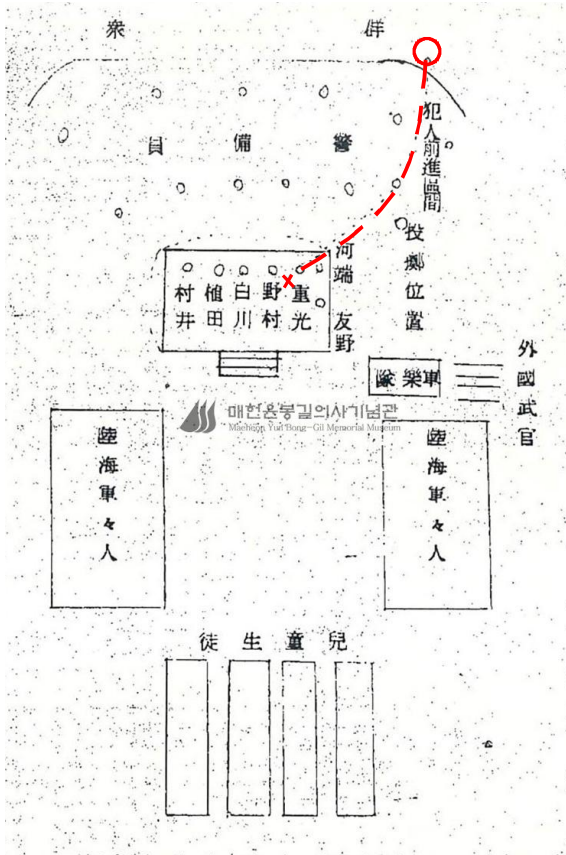 群衆
犯人前進區間
警備員
投擲位置
河端
友野
重光
野村
白川
植田
村井
外國武官
軍樂隊
매헌윤봉길의사기념관
Maeheon Yun Bong-Gil Memorial Museum
陸海軍々人
陸海軍々人
兒童生徒